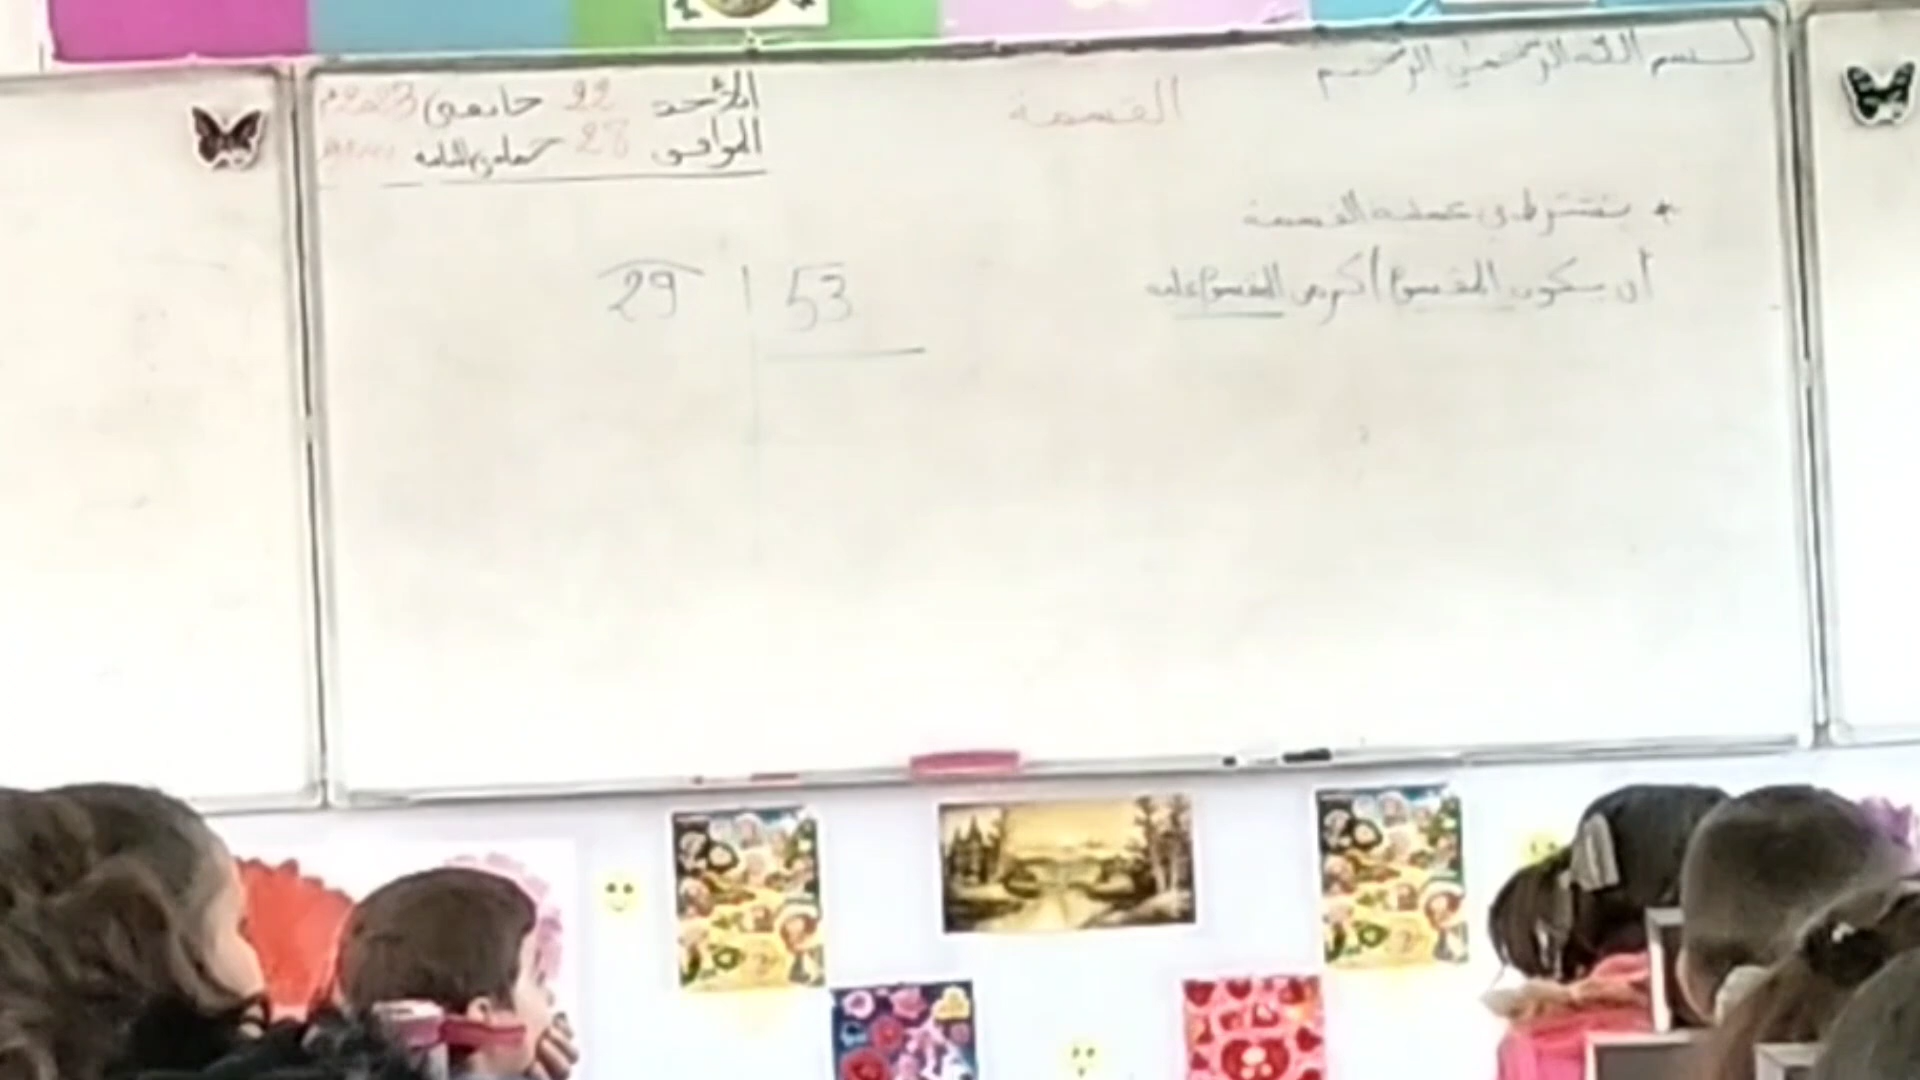 بسم الله الرحمن الرحيم
الأحد 22 جانفي 2023م
الموافق 28 جمادى الثانية
القسمة
* يشترط في عملية القسمة
أن يكون المقسوم أكبر من المقسوم عليه
29 | 53